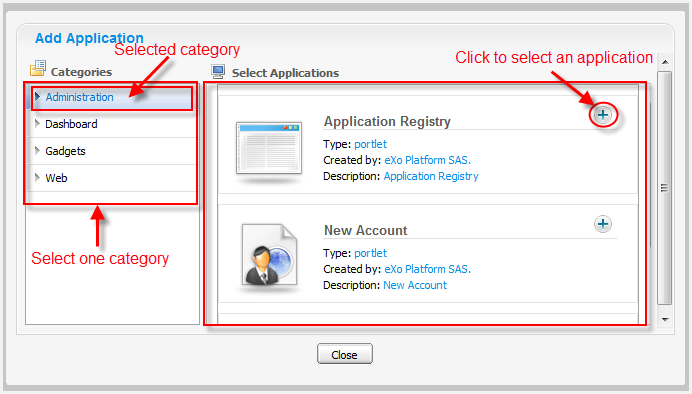 Add Application
Selected category
Click to select an application
Categories
Select Applications
Administration
Dashboard
Gadgets
Web
Select one category
Application Registry
Type: portlet
Created by: eXo Platform SAS.
Description: Application Registry
New Account
Type: portlet
Created by: eXo Platform SAS.
Description: New Account
Close